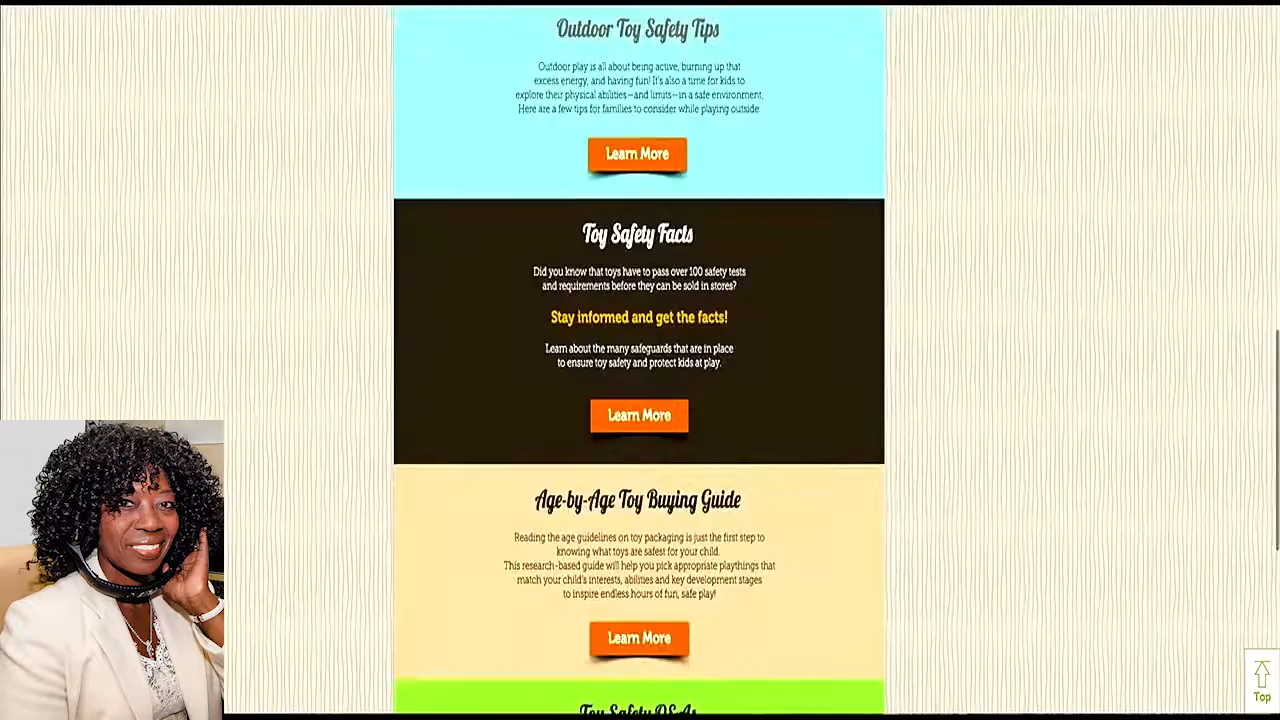 Outdoor Toy Safety Tips
Outdoor play is all about being active, burning up that
excess energy, and having fun! It's also a time for kids to
explore their physical abilities—and limits—in a safe environment.
Here are a few tips for families to consider while playing outside:
Learn More
Toy Safety Facts
Did you know that toys have to pass over 100 safety tests
and requirements before they can be sold in stores?
Stay informed and get the facts!
Learn about the many safeguards that are in place
to ensure toy safety and protect kids at play.
Learn More
Age-by-Age Toy Buying Guide
Reading the age guidelines on toy packaging is just the first step to
knowing what toys are safest for your child.
This research-based guide will help you pick appropriate playthings that
match your child's interests, abilities and key development stages
to inspire endless hours of fun, safe play!
Learn More
Toy Safety Q&As
Top